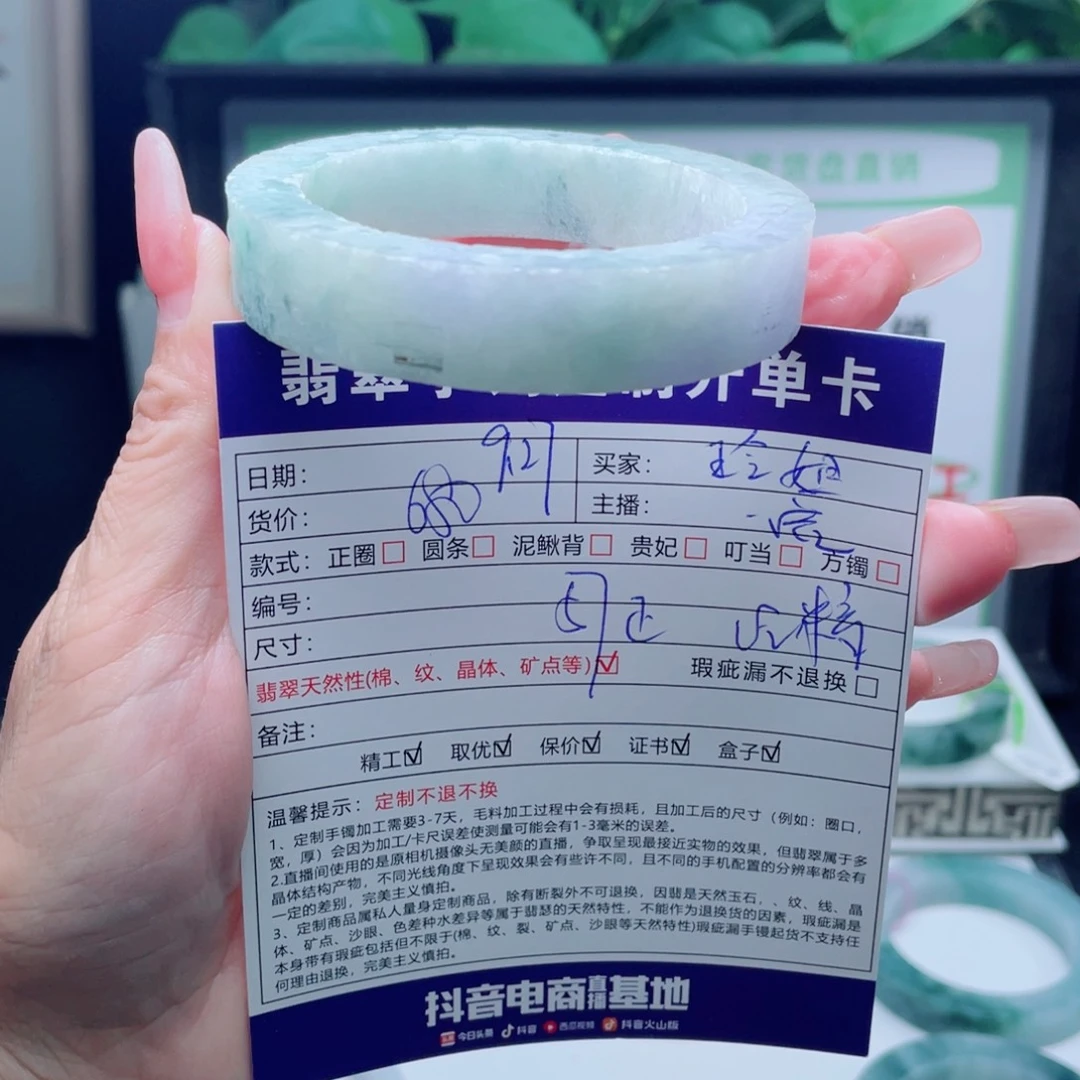 翡翠手 开单卡
日期： 9.27 买家： 玲姐
货价： 主播：
款式：正圈□ 圆条□ 泥鳅背□ 贵妃□ 叮当□ 方镯□
编号：
尺寸： 正 精
翡翠天然性(棉、纹、晶体、矿点等)☑ 瑕疵漏不退换□
备注：
精工☑ 取优☑ 保价☑ 证书☑ 盒子☑
温馨提示：定制不退不换
1、定制手镯加工需要3-7天，毛料加工过程中会有损耗，且加工后的尺寸（例如：圈口，
宽，厚）会因为加工/卡尺误差使测量可能会有1-3毫米的误差。
2.直播间使用的是原相机摄像头无美颜的直播，争取呈现最接近实物的效果，但翡翠属于多
晶体结构产物，不同光线角度下呈现效果会有些许不同，且不同的手机配置的分辨率都会有
一定的差别，完美主义慎拍。
3、定制商品属私人量身定制商品，除有断裂外不可退换，因翡是天然玉石，、纹、线、晶
体、矿点、沙眼、色差种水差异等属于翡瑟的天然特性，不能作为退换货的因素，瑕疵漏是
本身带有瑕疵包括但不限于(棉、纹、裂、矿点、沙眼等天然特性)瑕疵漏手镘起货不支持任
何理由退换，完美主义慎拍。
抖音电商直播基地
今日头条 抖音 西瓜视频 抖音火山版